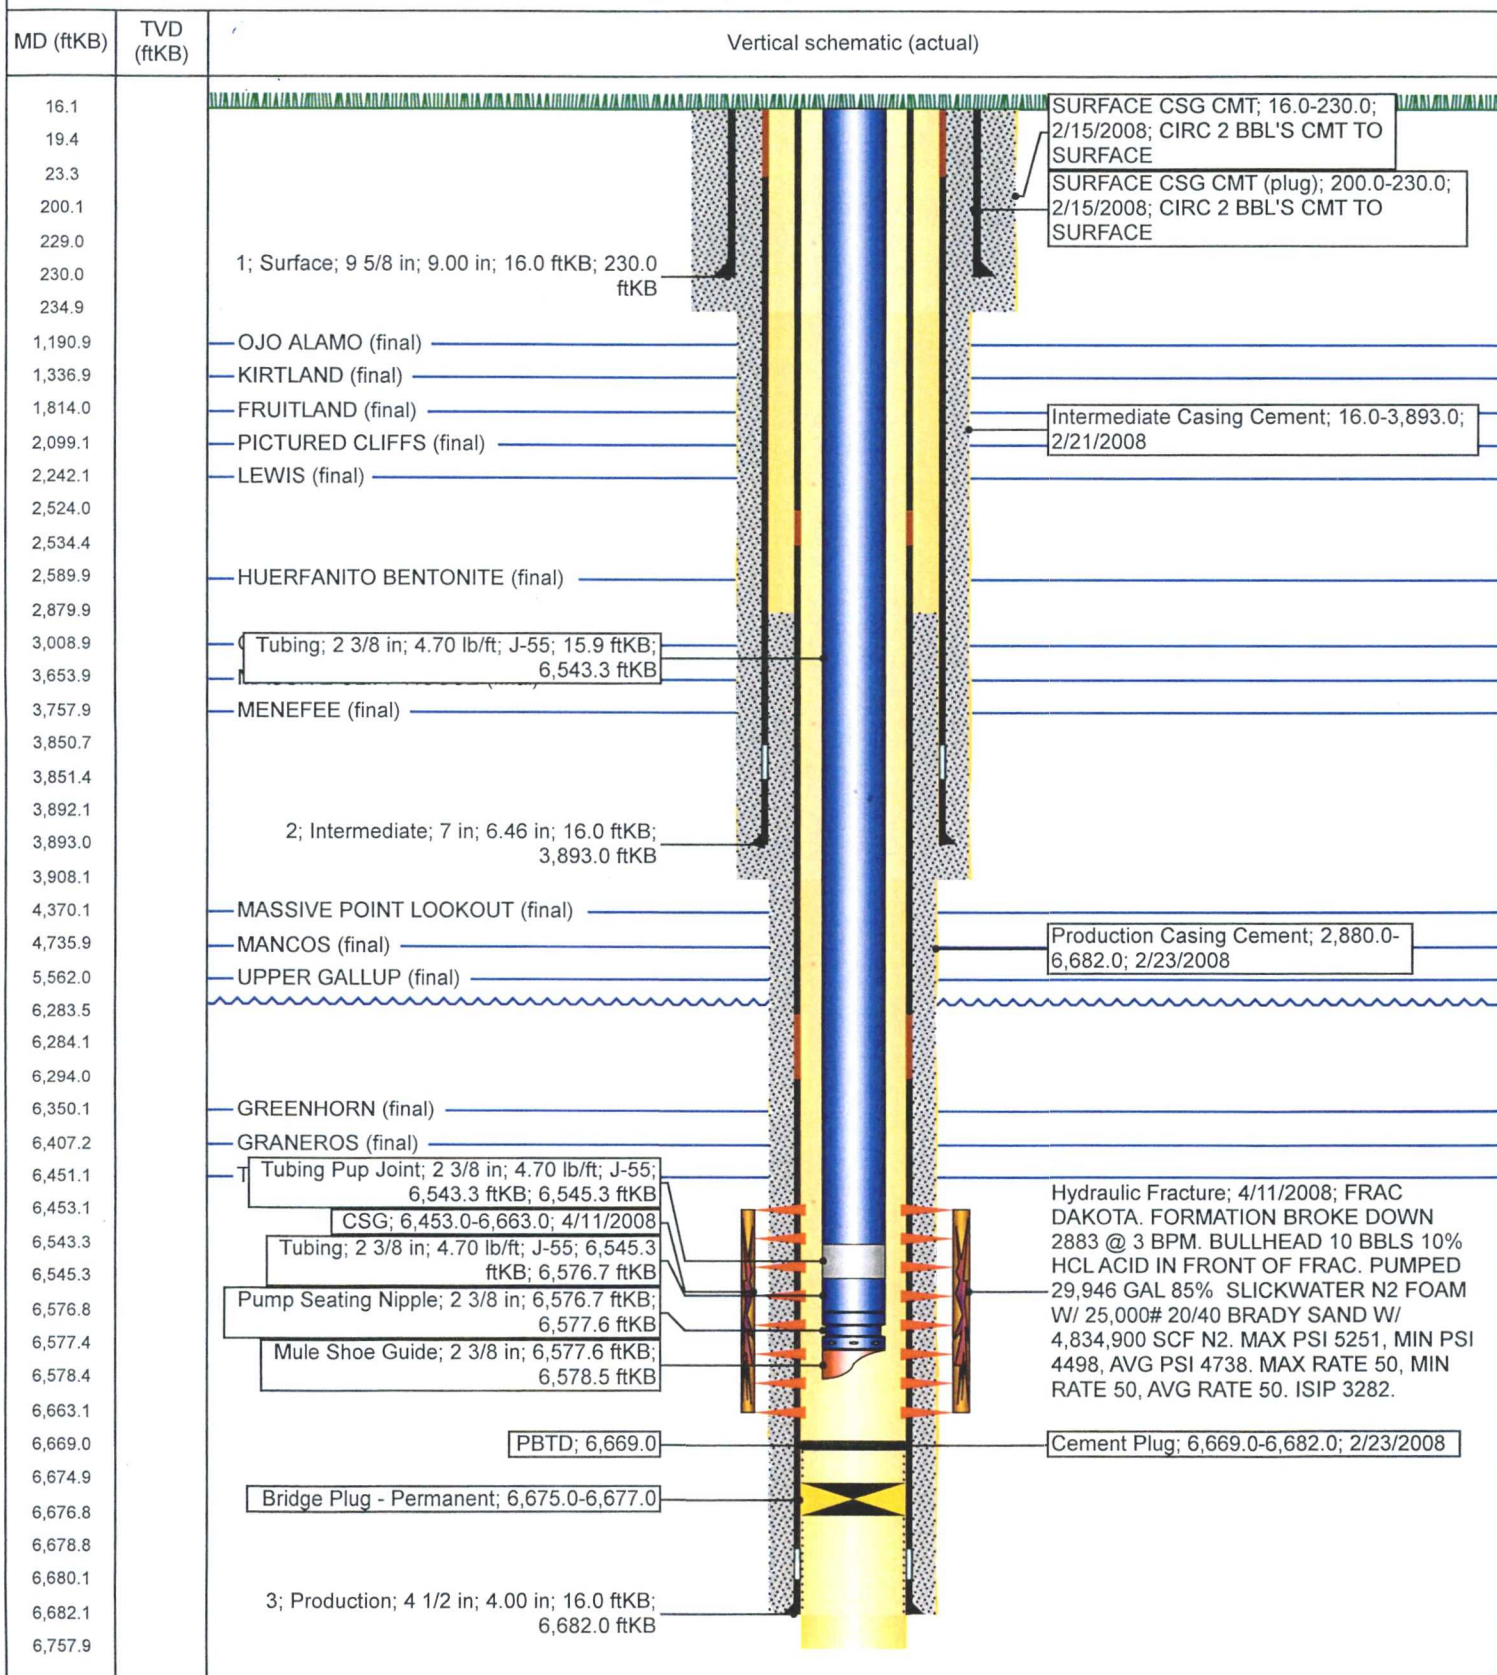 MD (ftKB)
TVD
(ftKB)
Vertical schematic (actual)
16.1
19.4
23.3
200.1
229.0
230.0
234.9
1,190.9
1,336.9
1,814.0
2,099.1
2,242.1
2,524.0
2,534.4
2,589.9
2,879.9
3,008.9
3,653.9
3,757.9
3,850.7
3,851.4
3,892.1
3,893.0
3,908.1
4,370.1
4,735.9
5,562.0
6,283.5
6,284.1
6,294.0
6,350.1
6,407.2
6,451.1
6,453.1
6,543.3
6,545.3
6,576.8
6,577.4
6,578.4
6,663.1
6,669.0
6,674.9
6,676.8
6,678.8
6,680.1
6,682.1
6,757.9
SURFACE CSG CMT; 16.0-230.0;
2/15/2008; CIRC 2 BBL'S CMT TO
SURFACE
SURFACE CSG CMT (plug); 200.0-230.0;
2/15/2008; CIRC 2 BBL'S CMT TO
SURFACE
1; Surface; 9 5/8 in; 9.00 in; 16.0 ftKB; 230.0
ftKB
OJO ALAMO (final)
KIRTLAND (final)
FRUITLAND (final)
Intermediate Casing Cement; 16.0-3,893.0;
2/21/2008
PICTURED CLIFFS (final)
LEWIS (final)
HUERFANITO BENTONITE (final)
Tubing; 2 3/8 in; 4.70 lb/ft; J-55; 15.9 ftKB;
6,543.3 ftKB
MENEFEE (final)
2; Intermediate; 7 in; 6.46 in; 16.0 ftKB;
3,893.0 ftKB
MASSIVE POINT LOOKOUT (final)
MANCOS (final)
Production Casing Cement; 2,880.0-
6,682.0; 2/23/2008
UPPER GALLUP (final)
GREENHORN (final)
GRANEROS (final)
T
Tubing Pup Joint; 2 3/8 in; 4.70 lb/ft; J-55;
6,543.3 ftKB; 6,545.3 ftKB
CSG; 6,453.0-6,663.0; 4/11/2008
Tubing; 2 3/8 in; 4.70 lb/ft; J-55; 6,545.3
ftKB; 6,576.7 ftKB
Pump Seating Nipple; 2 3/8 in; 6,576.7 ftKB;
6,577.6 ftKB
Mule Shoe Guide; 2 3/8 in; 6,577.6 ftKB;
6,578.5 ftKB
Hydraulic Fracture; 4/11/2008; FRAC
DAKOTA. FORMATION BROKE DOWN
2883 @ 3 BPM. BULLHEAD 10 BBLS 10%
HCL ACID IN FRONT OF FRAC. PUMPED
29,946 GAL 85% SLICKWATER N2 FOAM
W/ 25,000# 20/40 BRADY SAND W/
4,834,900 SCF N2. MAX PSI 5251, MIN PSI
4498, AVG PSI 4738. MAX RATE 50, MIN
RATE 50, AVG RATE 50. ISIP 3282.
PBTD; 6,669.0
Cement Plug; 6,669.0-6,682.0; 2/23/2008
Bridge Plug - Permanent; 6,675.0-6,677.0
3; Production; 4 1/2 in; 4.00 in; 16.0 ftKB;
6,682.0 ftKB